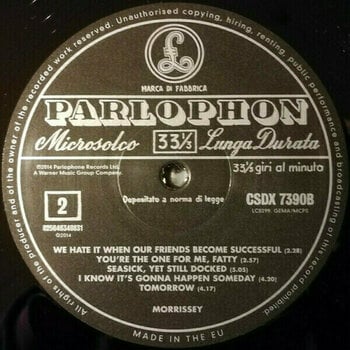 All rights of the producer and of the owner of the recorded work reserved. Unauthorised copying, hiring, renting, public performance and broadcasting of this record prohibited.
£
MARCA DI FABBRICA
PARLOPHON
Microsolco 33⅓ Lunga Durata
℗2014 Parlophone Records Ltd.
A Warner Music Group Company.
33⅓ giri al minuto
Depositato a norma di legge
CSDX 7390B
LC0299 GEMA/MCPS
2
825646340831
©2014
WE HATE IT WHEN OUR FRIENDS BECOME SUCCESSFUL (2.28)
YOU'RE THE ONE FOR ME, FATTY (2.57)
SEASICK, YET STILL DOCKED (5.05)
I KNOW IT'S GONNA HAPPEN SOMEDAY (4.20)
TOMORROW (4.17)
MORRISSEY
MADE IN THE EU